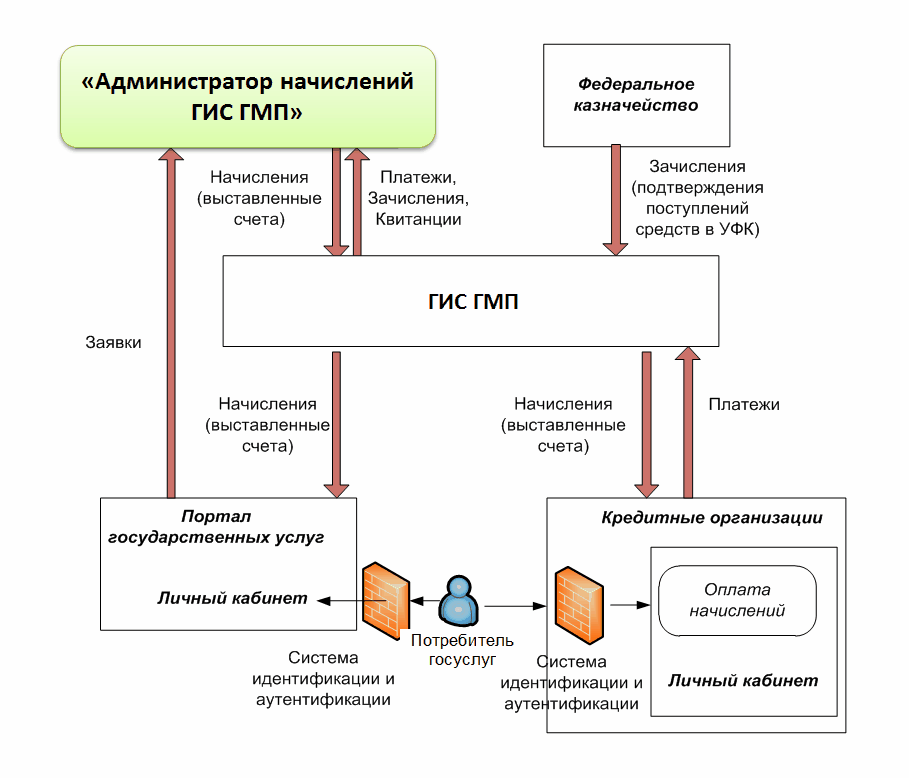 «Администратор начислений
ГИС ГМП»
Федеральное
казначейство
Начисления
(выставленные
счета)
Платежи,
Зачисления,
Квитанции
Зачисления
(подтверждения
поступлений
средств в УФК)
ГИС ГМП
Заявки
Начисления
(выставленные
счета)
Начисления
(выставленные
счета)
Платежи
Портал
государственных услуг
Личный кабинет
Система
идентификации и
аутентификации
Потребитель
госуслуг
Кредитные организации
Система
идентификации и
аутентификации
Оплата
начислений
Личный кабинет